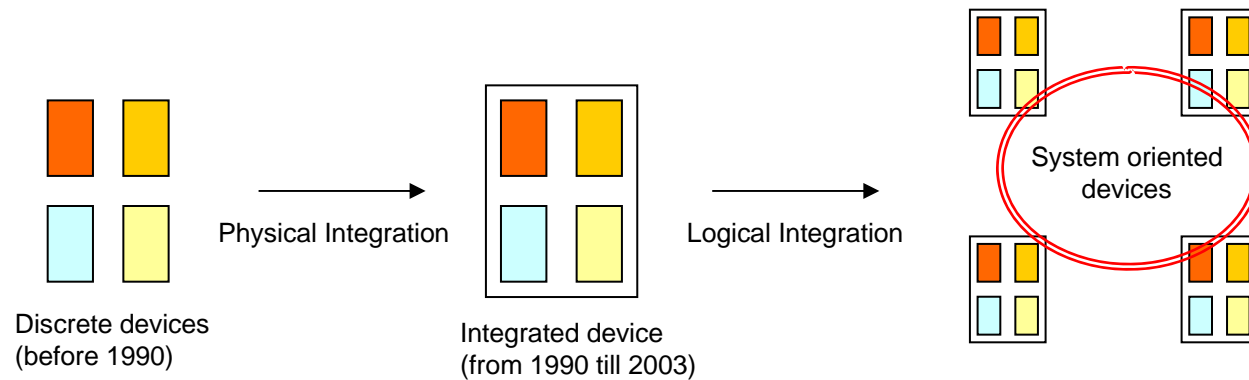 System oriented
devices
Physical Integration
Logical Integration
Discrete devices
(before 1990)
Integrated device
(from 1990 till 2003)